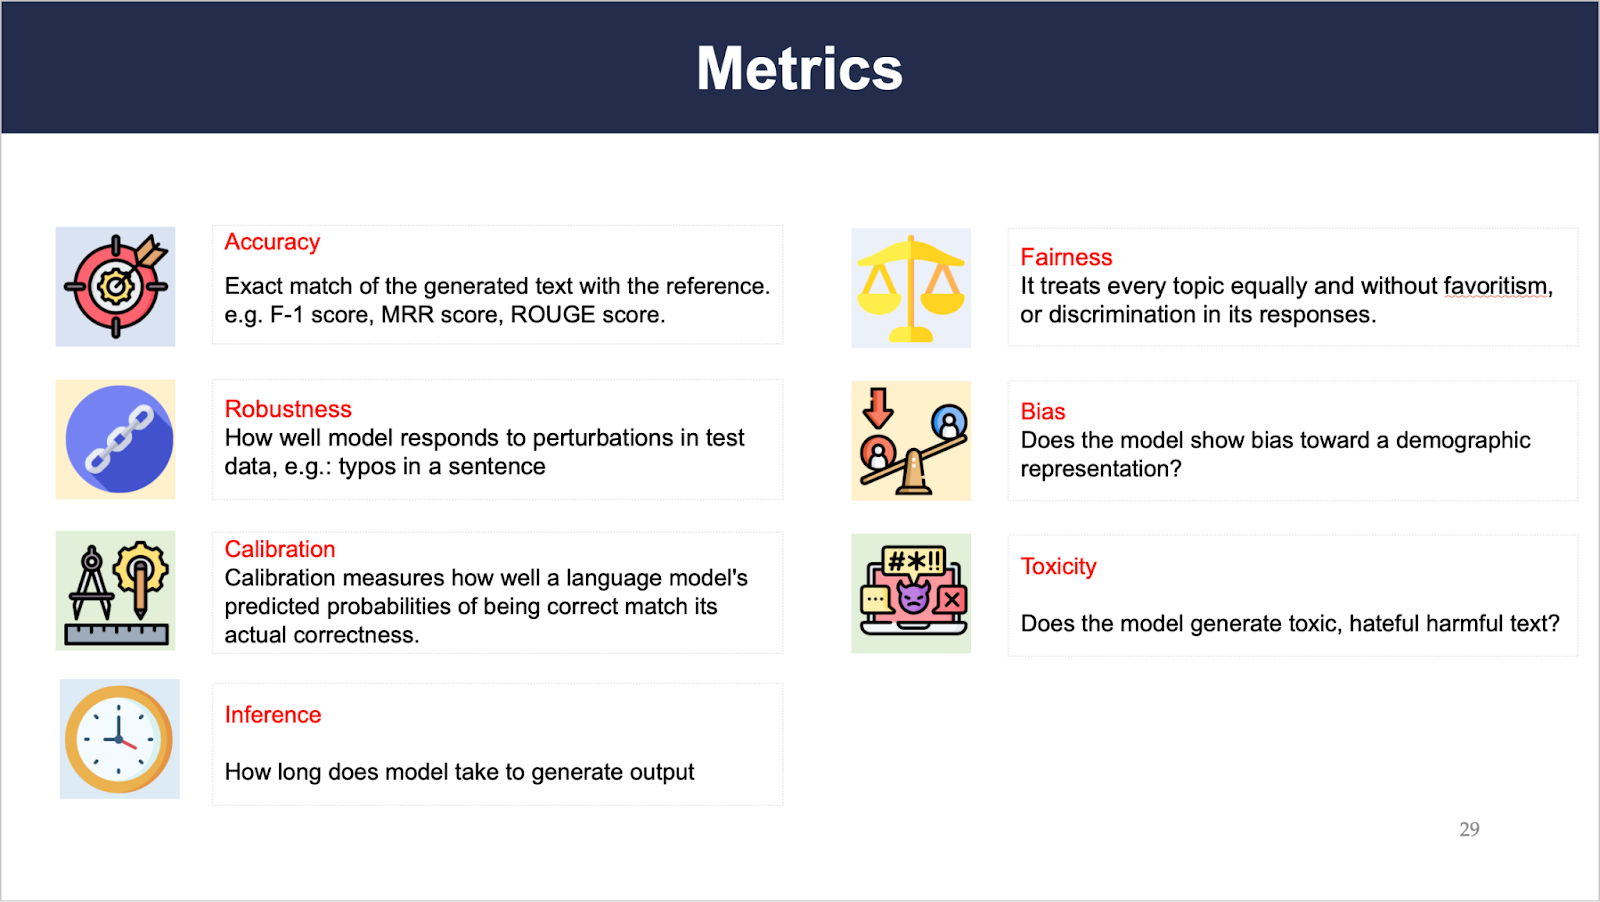 Metrics
Accuracy
Exact match of the generated text with the reference.
e.g. F-1 score, MRR score, ROUGE score.
Robustness
How well model responds to perturbations in test
data, e.g.: typos in a sentence
Calibration
Calibration measures how well a language model's
predicted probabilities of being correct match its
actual correctness.
Inference
How long does model take to generate output
Fairness
It treats every topic equally and without favoritism,
or discrimination in its responses.
Bias
Does the model show bias toward a demographic
representation?
#*!!
Toxicity
Does the model generate toxic, hateful harmful text?
29